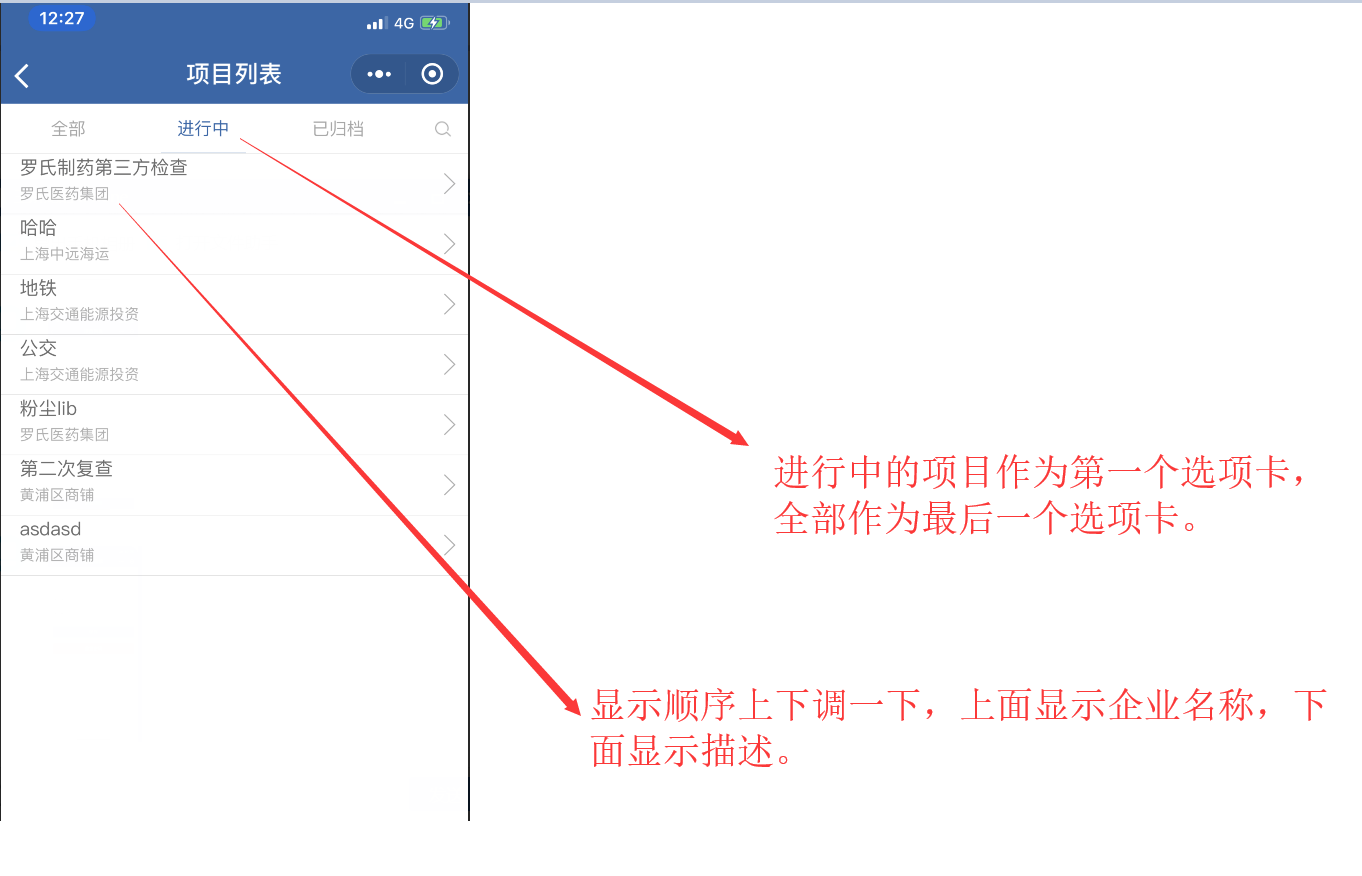 12:27
4G
项目列表
全部 进行中 已归档
罗氏制药第三方检查
罗氏医药集团
哈哈
上海中远海运
地铁
上海交通能源投资
公交
上海交通能源投资
粉尘lib
罗氏医药集团
第二次复查
黄浦区商铺
asdasd
黄浦区商铺
进行中的项目作为第一个选项卡，
全部作为最后一个选项卡。
显示顺序上下调一下，上面显示企业名称，下
面显示描述。